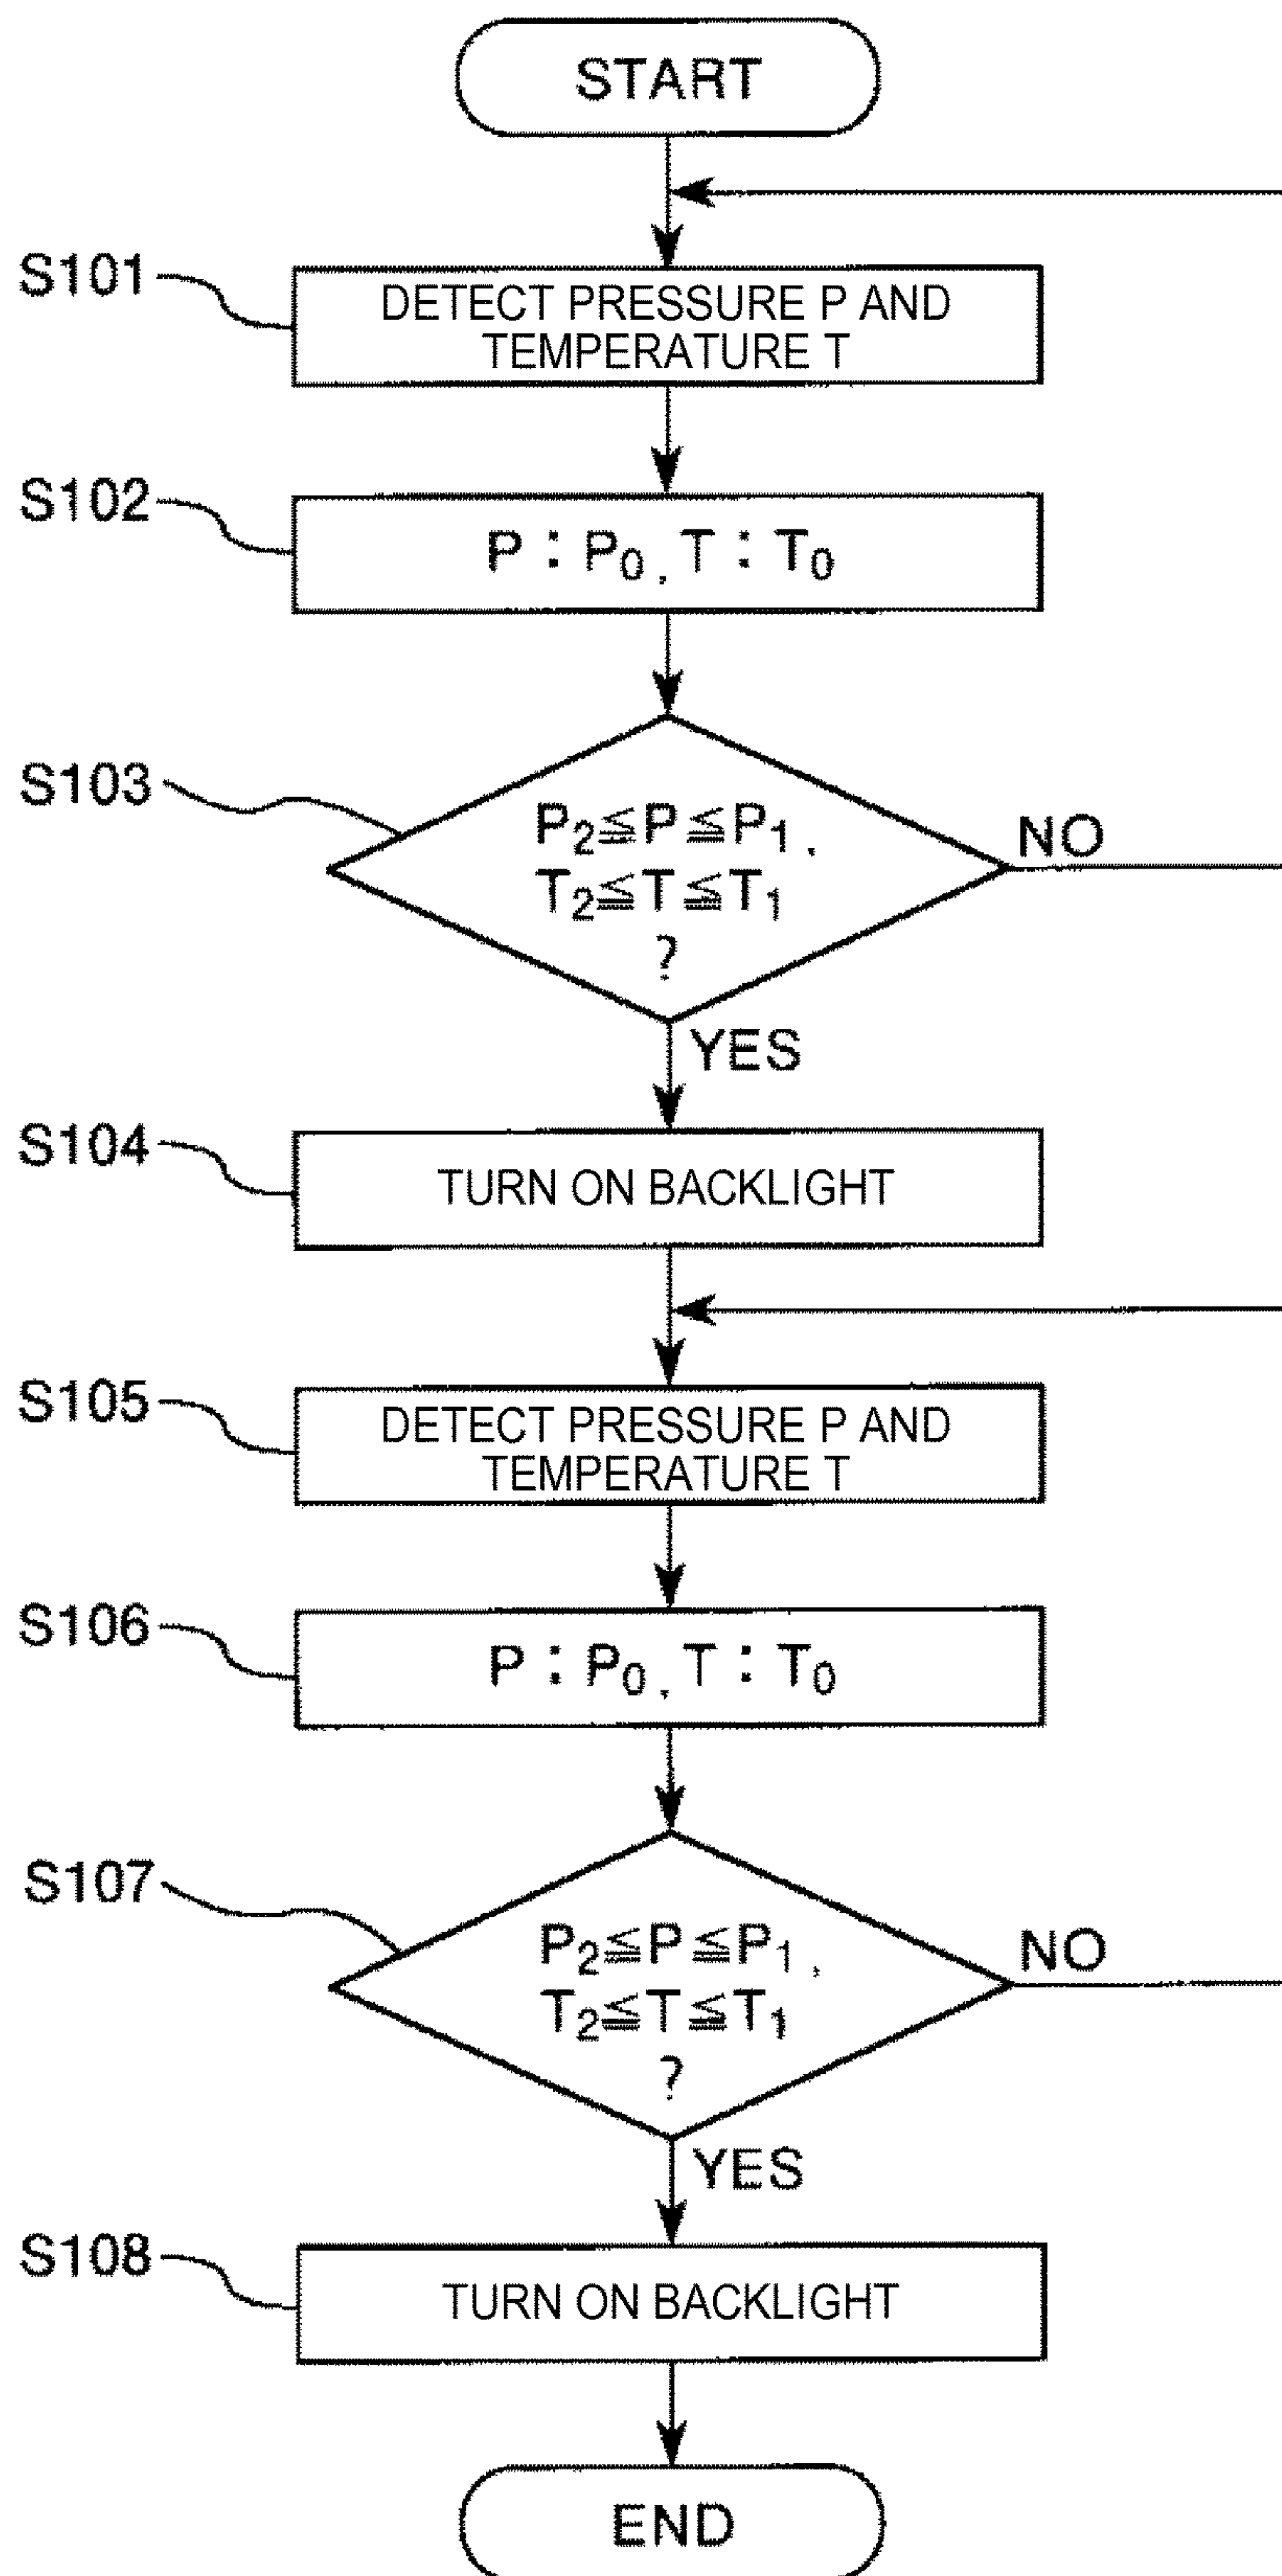 START
S101
DETECT PRESSURE P AND
TEMPERATURE T
S102
P : P₀, T : T₀
S103
P₂≦P≦P₁,
T₂≦T≦T₁
?
NO
YES
S104
TURN ON BACKLIGHT
S105
DETECT PRESSURE P AND
TEMPERATURE T
S106
P : P₀, T : T₀
S107
P₂≦P≦P₁,
T₂≦T≦T₁
?
NO
YES
S108
TURN ON BACKLIGHT
END